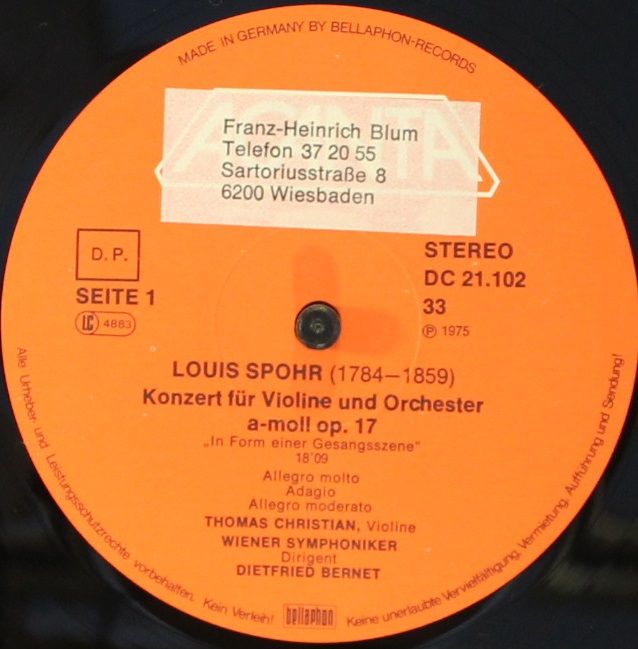 MADE IN GERMANY BY BELLAPHON-RECORDS
ACANTA
Franz-Heinrich Blum
Telefon 37 20 55
Sartoriusstraße 8
6200 Wiesbaden
D. P.
SEITE 1
LC 4883
STEREO
DC 21.102
33
℗ 1975
LOUIS SPOHR (1784—1859)
Konzert für Violine und Orchester
a-moll op. 17
„In Form einer Gesangsszene"
18'09
Allegro molto
Adagio
Allegro moderato
THOMAS CHRISTIAN, Violine
WIENER SYMPHONIKER
Dirigent
DIETFRIED BERNET
Alle Urheber- und Leistungsschutzrechte vorbehalten. Kein Verleih! bellaphon Keine unerlaubte Vervielfältigung, Vermietung, Aufführung und Sendung!